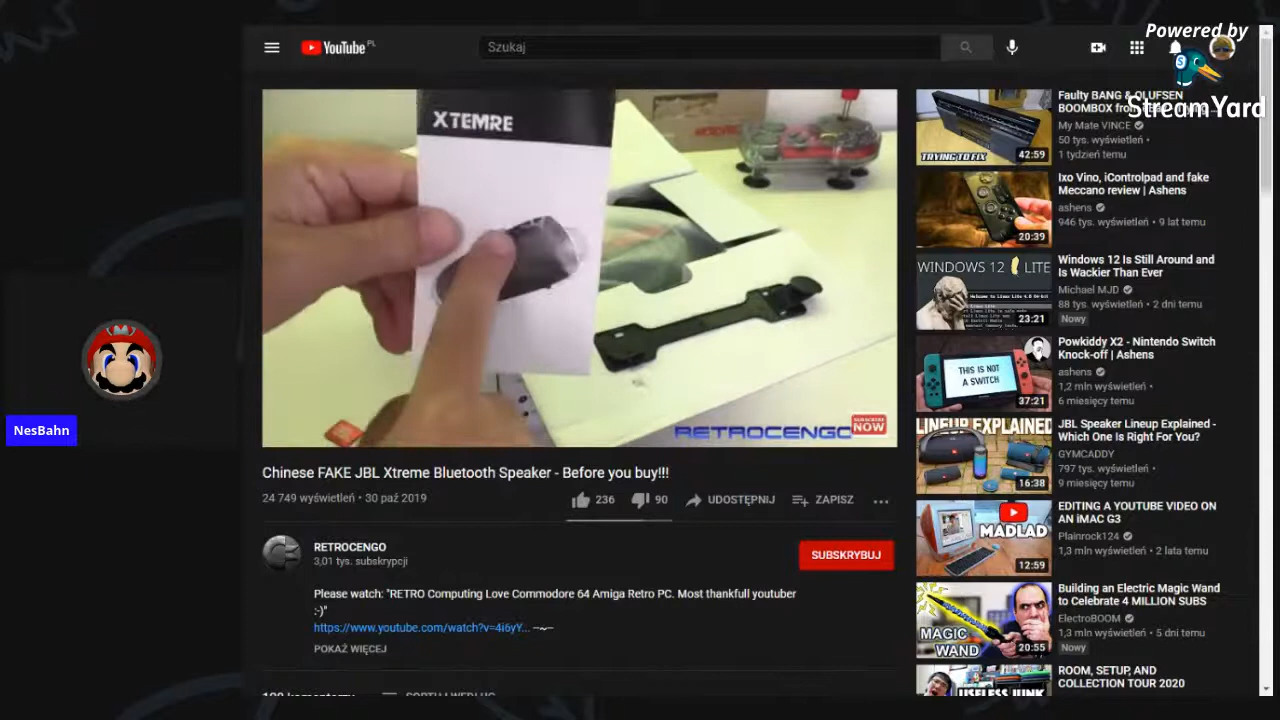 Powered by
StreamYard
YouTube PL
Szukaj
XTEMRE
RETROCENGO
SUBSCRIBE
NOW
NesBahn
Chinese FAKE JBL Xtreme Bluetooth Speaker - Before you buy!!!
24 749 wyświetleń • 30 paź 2019
236
90
UDOSTĘPNIJ
ZAPISZ
RETROCENGO
3,01 tys. subskrypcji
SUBSKRYBUJ
Please watch: "RETRO Computing Love Commodore 64 Amiga Retro PC. Most thankfull youtuber
:-)"
https://www.youtube.com/watch?v=4i6yY... --~--
POKAŻ WIĘCEJ
TRYING TO FIX
42:59
Faulty BANG & OLUFSEN
BOOMBOX
My Mate VINCE
50 tys. wyświetleń •
1 tydzień temu
20:39
Ixo Vino, iControlpad and fake
Meccano review | Ashens
ashens
946 tys. wyświetleń • 9 lat temu
WINDOWS 12 LITE
23:21
Windows 12 Is Still Around and
Is Wackier Than Ever
Michael MJD
88 tys. wyświetleń • 2 dni temu
Nowy
THIS IS NOT
A SWITCH
37:21
Powkiddy X2 - Nintendo Switch
Knock-off | Ashens
ashens
1,2 mln wyświetleń •
6 miesięcy temu
LINEUP EXPLAINED
16:38
JBL Speaker Lineup Explained -
Which One Is Right For You?
GYMCADDY
797 tys. wyświetleń •
9 miesięcy temu
MADLAD
12:59
EDITING A YOUTUBE VIDEO ON
AN iMAC G3
Plainrock124
1,3 mln wyświetleń • 2 lata temu
MAGIC
WAND
20:55
Building an Electric Magic Wand
to Celebrate 4 MILLION SUBS
ElectroBOOM
1,3 mln wyświetleń • 5 dni temu
Nowy
USELESS JUNK
ROOM, SETUP, AND
COLLECTION TOUR 2020